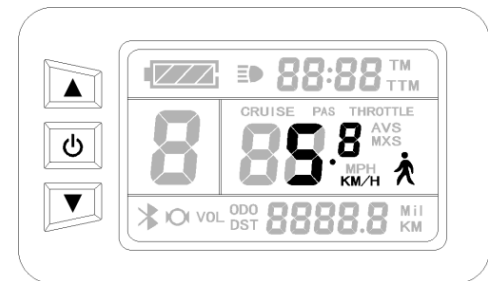 88:88 TM
TTM
CRUISE PAS THROTTLE
8 885.8 AVS
MXS
MPH
KM/H
VOL ODO 8888.8 Mil
DST KM